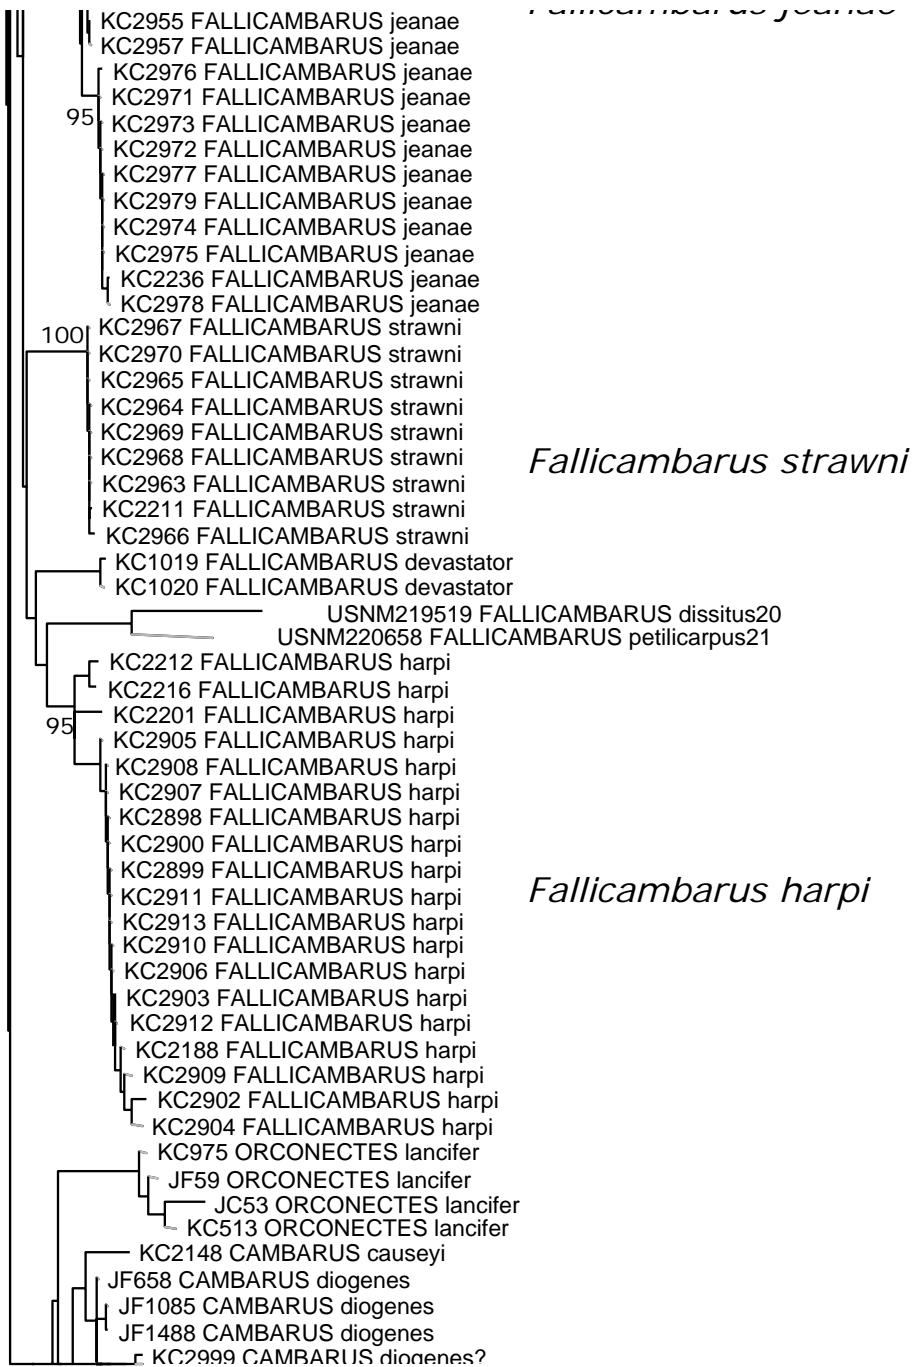 Fallicambarus jeanae
KC2955 FALLICAMBARUS jeanae
KC2957 FALLICAMBARUS jeanae
KC2976 FALLICAMBARUS jeanae
KC2971 FALLICAMBARUS jeanae
95
KC2973 FALLICAMBARUS jeanae
KC2972 FALLICAMBARUS jeanae
KC2977 FALLICAMBARUS jeanae
KC2979 FALLICAMBARUS jeanae
KC2974 FALLICAMBARUS jeanae
KC2975 FALLICAMBARUS jeanae
KC2236 FALLICAMBARUS jeanae
KC2978 FALLICAMBARUS jeanae
100
KC2967 FALLICAMBARUS strawni
KC2970 FALLICAMBARUS strawni
KC2965 FALLICAMBARUS strawni
KC2964 FALLICAMBARUS strawni
KC2969 FALLICAMBARUS strawni
KC2968 FALLICAMBARUS strawni
Fallicambarus strawni
KC2963 FALLICAMBARUS strawni
KC2211 FALLICAMBARUS strawni
KC2966 FALLICAMBARUS strawni
KC1019 FALLICAMBARUS devastator
KC1020 FALLICAMBARUS devastator
USNM219519 FALLICAMBARUS dissitus20
USNM220658 FALLICAMBARUS petilicarpus21
KC2212 FALLICAMBARUS harpi
KC2216 FALLICAMBARUS harpi
KC2201 FALLICAMBARUS harpi
95
KC2905 FALLICAMBARUS harpi
KC2908 FALLICAMBARUS harpi
KC2907 FALLICAMBARUS harpi
KC2898 FALLICAMBARUS harpi
KC2900 FALLICAMBARUS harpi
KC2899 FALLICAMBARUS harpi
KC2911 FALLICAMBARUS harpi
Fallicambarus harpi
KC2913 FALLICAMBARUS harpi
KC2910 FALLICAMBARUS harpi
KC2906 FALLICAMBARUS harpi
KC2903 FALLICAMBARUS harpi
KC2912 FALLICAMBARUS harpi
KC2188 FALLICAMBARUS harpi
KC2909 FALLICAMBARUS harpi
KC2902 FALLICAMBARUS harpi
KC2904 FALLICAMBARUS harpi
KC975 ORCONECTES lancifer
JF59 ORCONECTES lancifer
JC53 ORCONECTES lancifer
KC513 ORCONECTES lancifer
KC2148 CAMBARUS causeyi
JF658 CAMBARUS diogenes
JF1085 CAMBARUS diogenes
JF1488 CAMBARUS diogenes
KC2999 CAMBARUS diogenes?